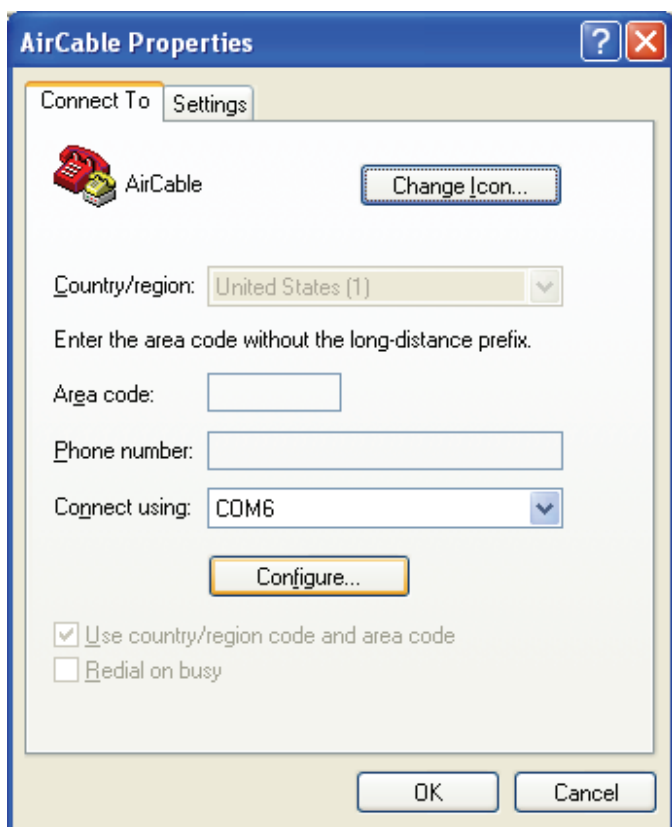 AirCable Properties
Connect To Settings
AirCable Change Icon...
Country/region: United States (1)
Enter the area code without the long-distance prefix.
Area code:
Phone number:
Connect using: COM6
Configure...
Use country/region code and area code
Redial on busy
OK Cancel